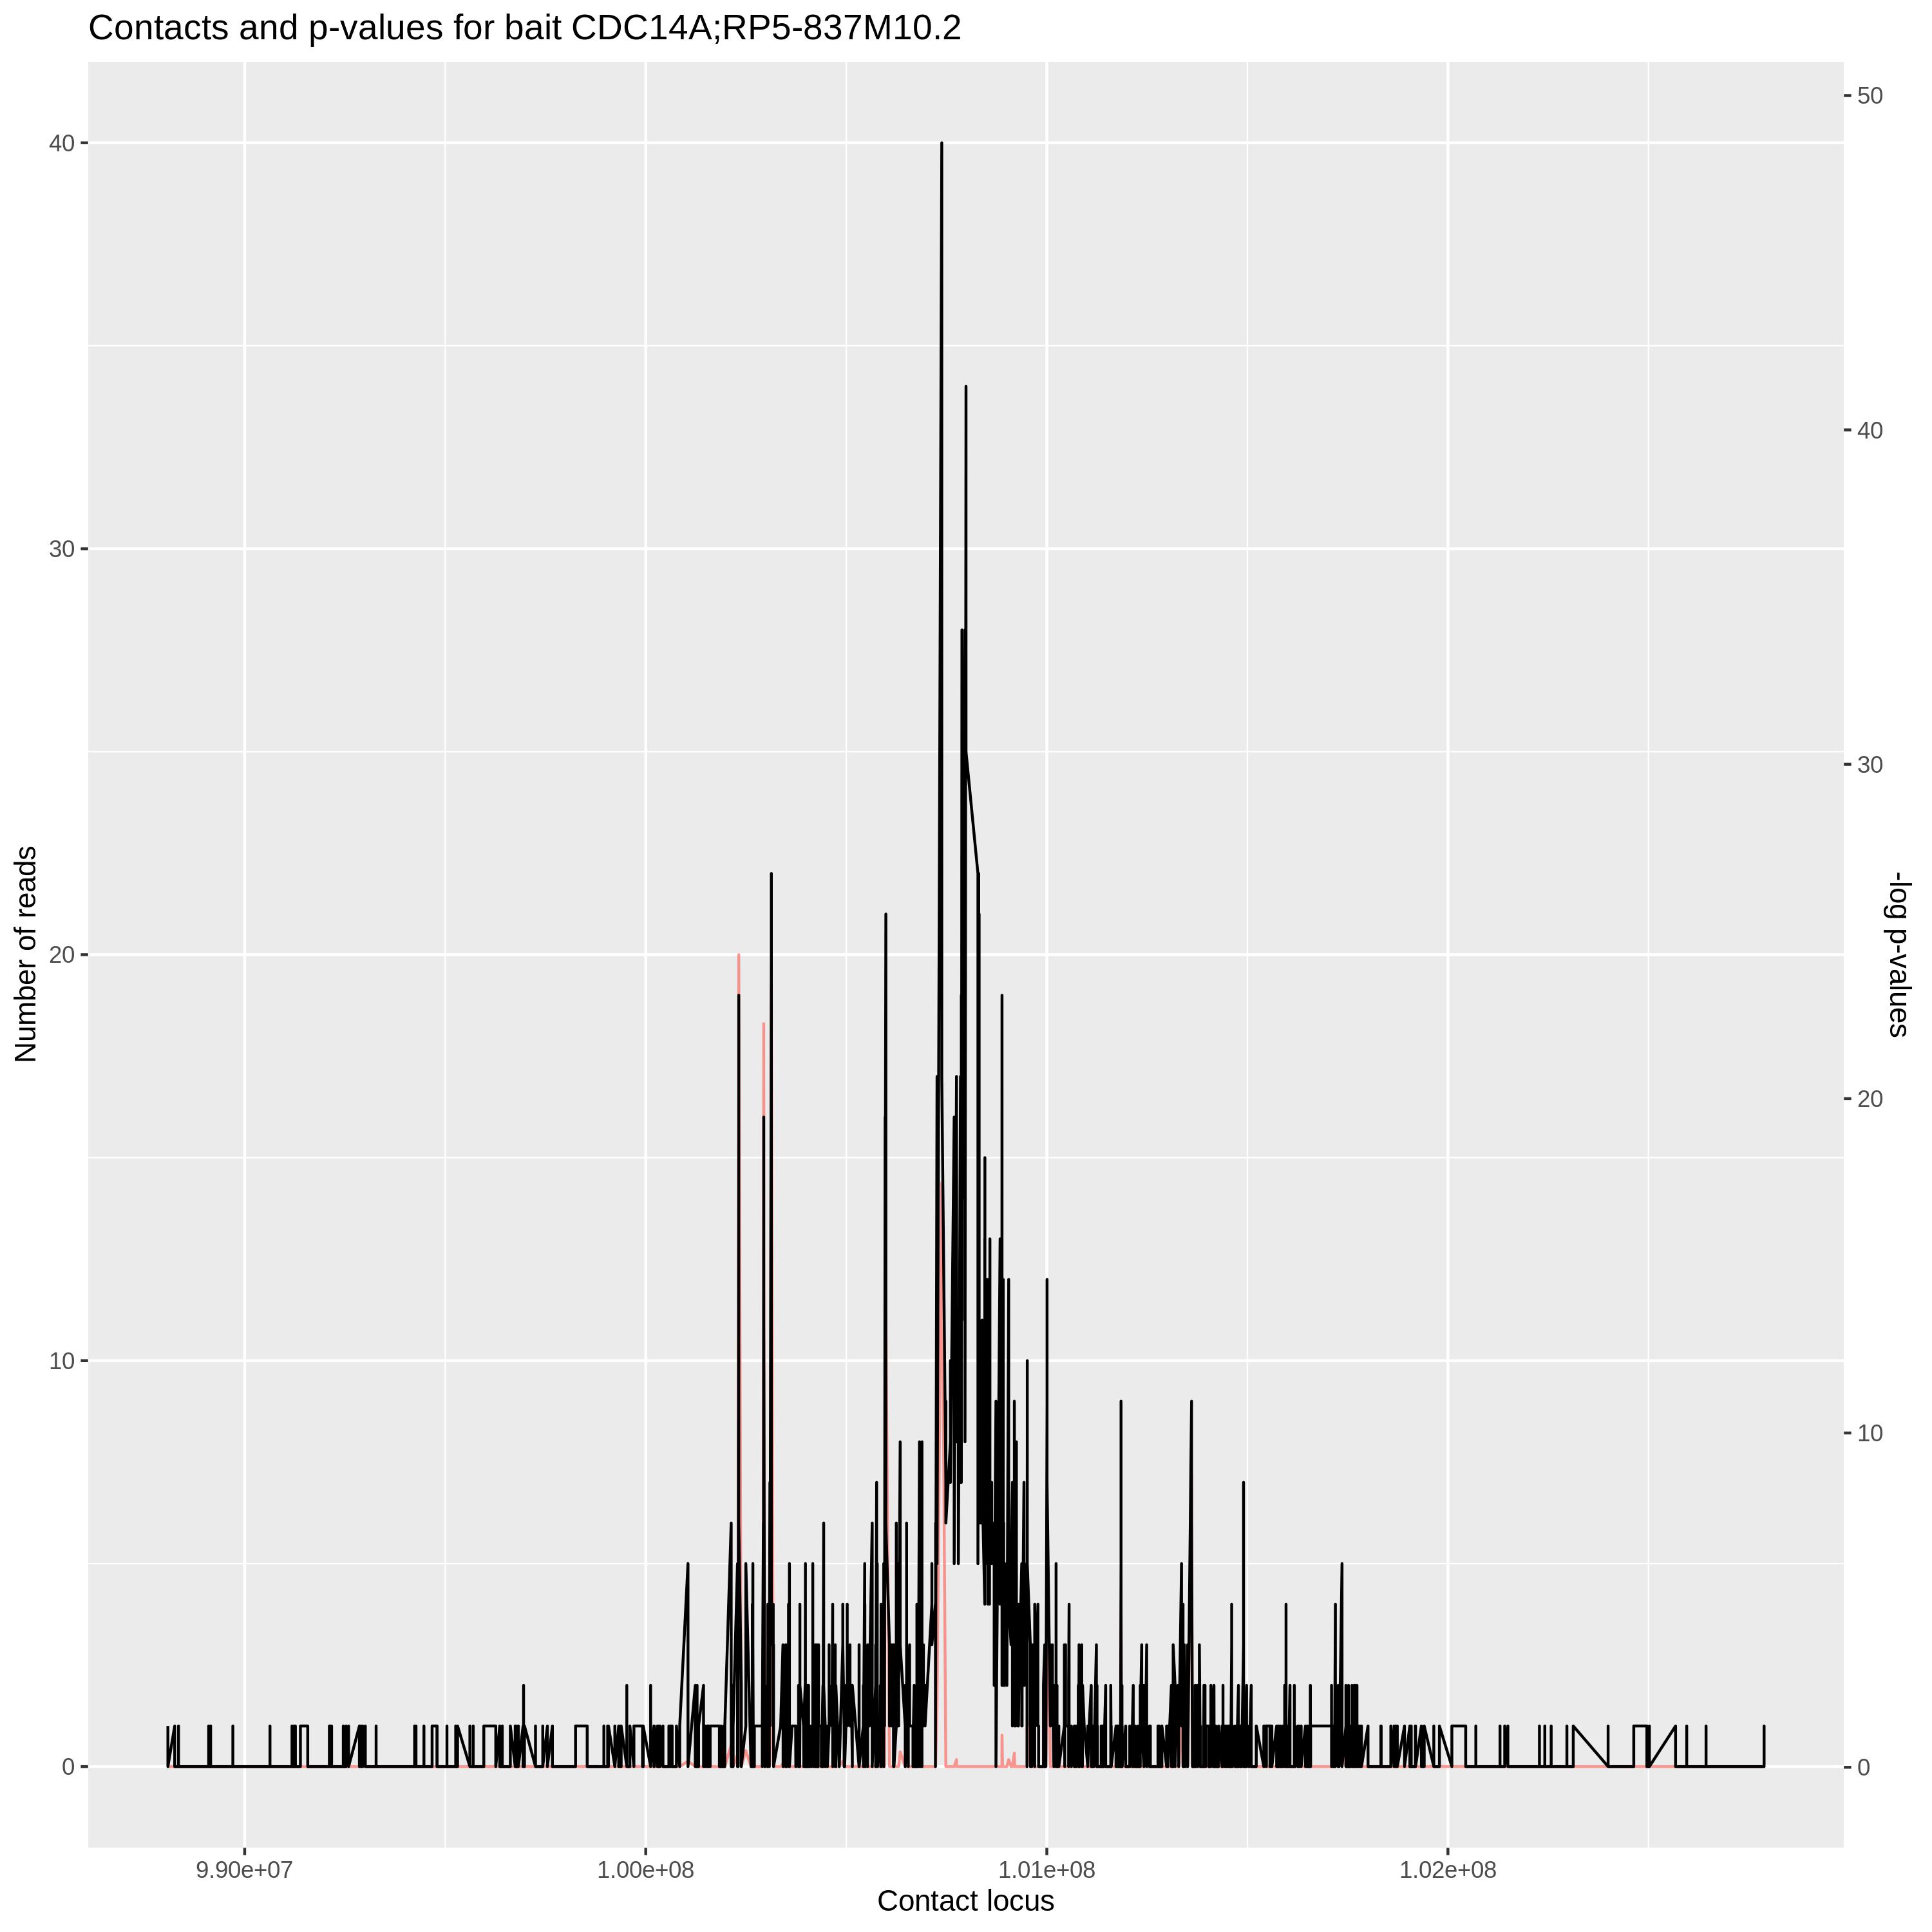 Contacts and p-values for bait CDC14A;RP5-837M10.2
Number of reads
40
30
20
10
0
50
40
30
20
10
0
-log p-values
9.90e+07
1.00e+08
1.01e+08
1.02e+08
Contact locus